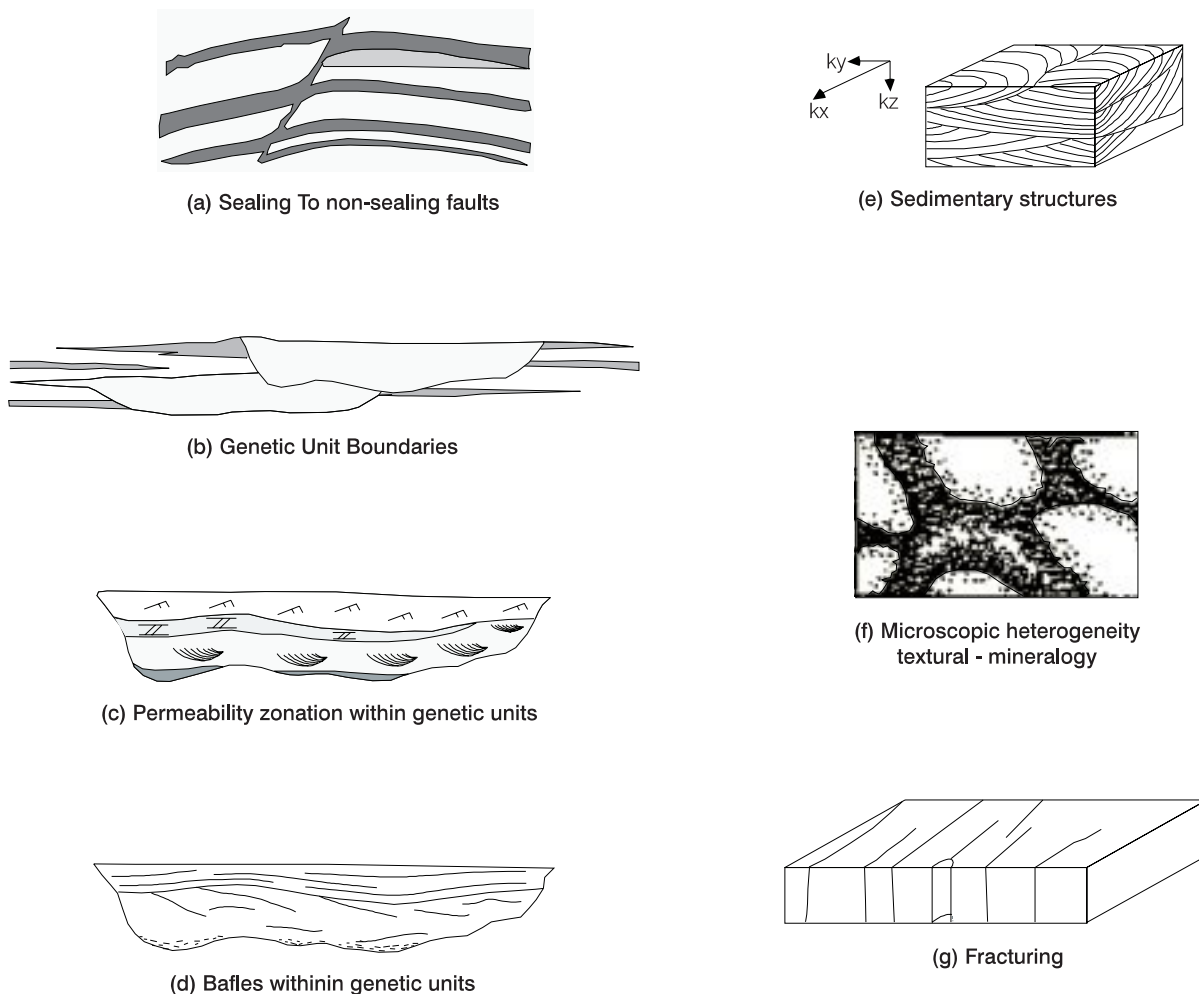 (a) Sealing To non-sealing faults
(b) Genetic Unit Boundaries
(c) Permeability zonation within genetic units
(d) Bafles withinin genetic units
ky
kx
kz
(e) Sedimentary structures
(f) Microscopic heterogeneity
textural - mineralogy
(g) Fracturing